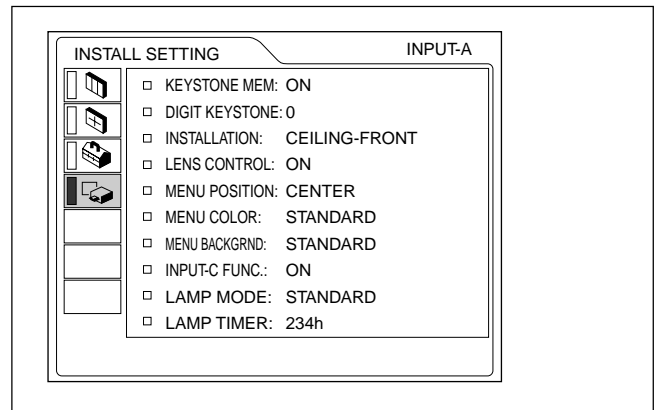 INSTALL SETTING INPUT-A
KEYSTONE MEM: ON
DIGIT KEYSTONE: 0
INSTALLATION: CEILING-FRONT
LENS CONTROL: ON
MENU POSITION: CENTER
MENU COLOR: STANDARD
MENU BACKGRND: STANDARD
INPUT-C FUNC.: ON
LAMP MODE: STANDARD
LAMP TIMER: 234h